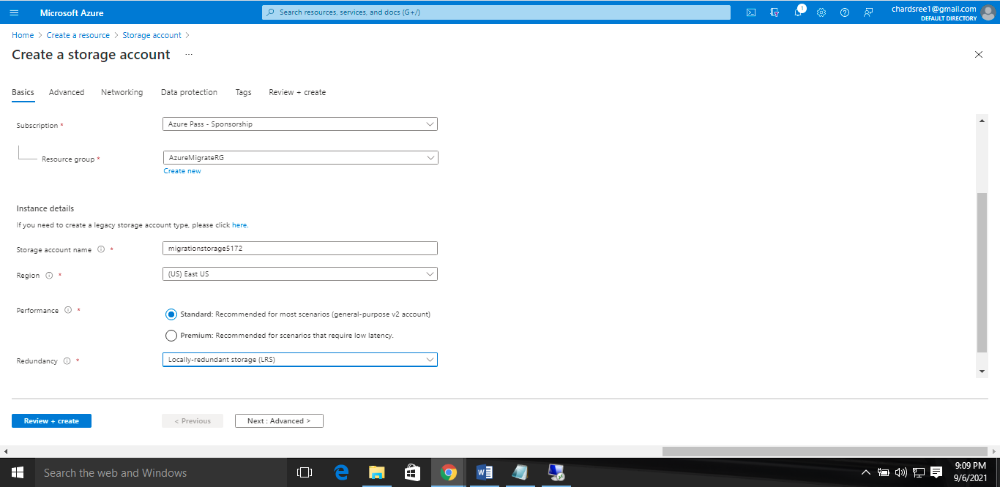 Microsoft Azure
Search resources, services, and docs (G+/)
1
chardsree1@gmail.com
DEFAULT DIRECTORY
Home > Create a resource > Storage account >
Create a storage account ...
Basics Advanced Networking Data protection Tags Review + create
Subscription * Azure Pass - Sponsorship
Resource group * AzureMigrateRG
Create new
Instance details
If you need to create a legacy storage account type, please click here.
Storage account name * migrationstorage5172
Region * (US) East US
Performance * Standard: Recommended for most scenarios (general-purpose v2 account)
Premium: Recommended for scenarios that require low latency.
Redundancy * Locally-redundant storage (LRS)
Review + create < Previous Next : Advanced >
Search the web and Windows
9:09 PM
9/6/2021